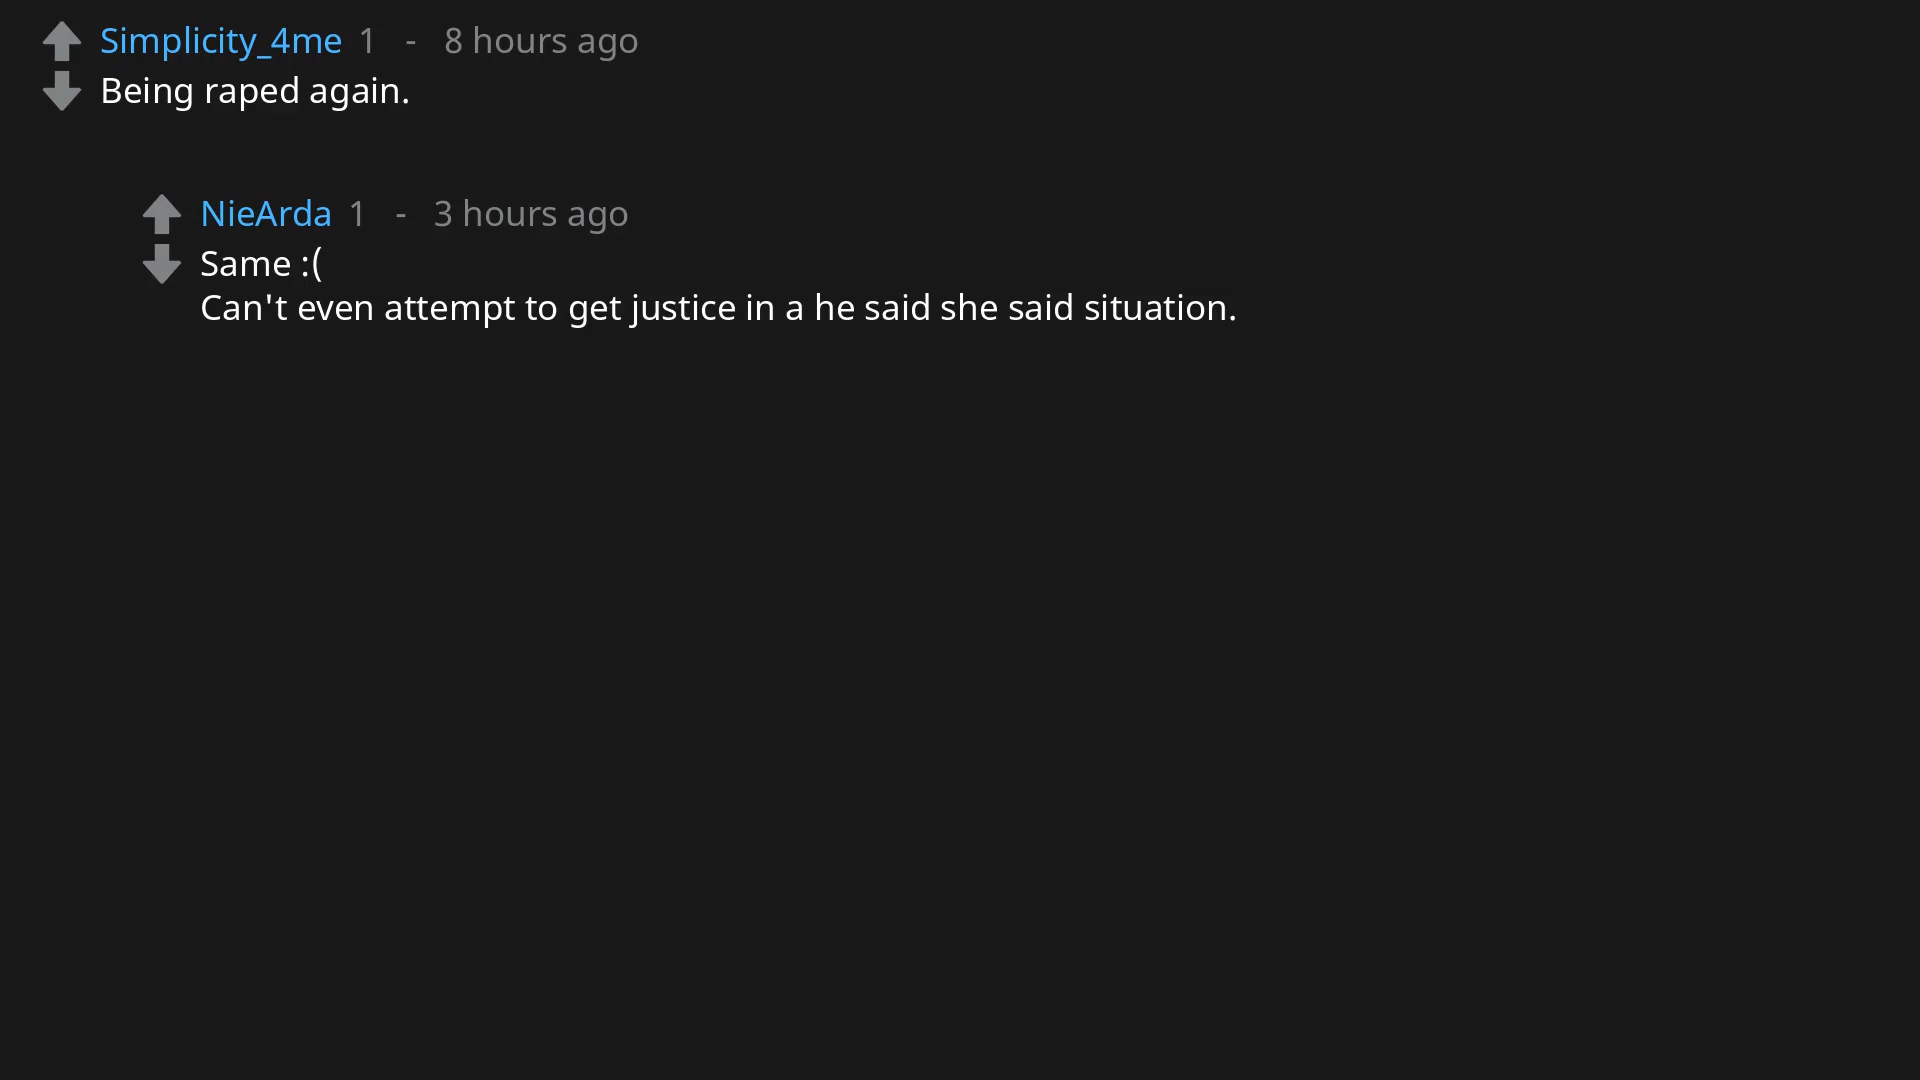 Simplicity_4me 1 - 8 hours ago
Being raped again.
NieArda 1 - 3 hours ago
Same :(
Can't even attempt to get justice in a he said she said situation.